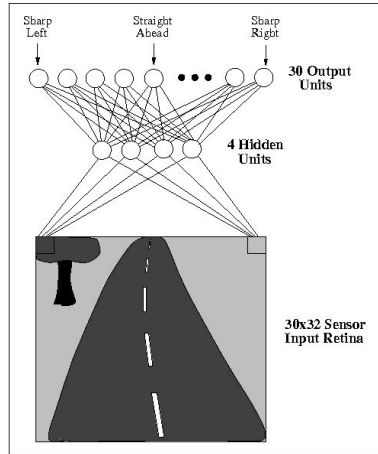 Sharp
Left
Straight
Ahead
Sharp
Right
30 Output
Units
4 Hidden
Units
30x32 Sensor
Input Retina